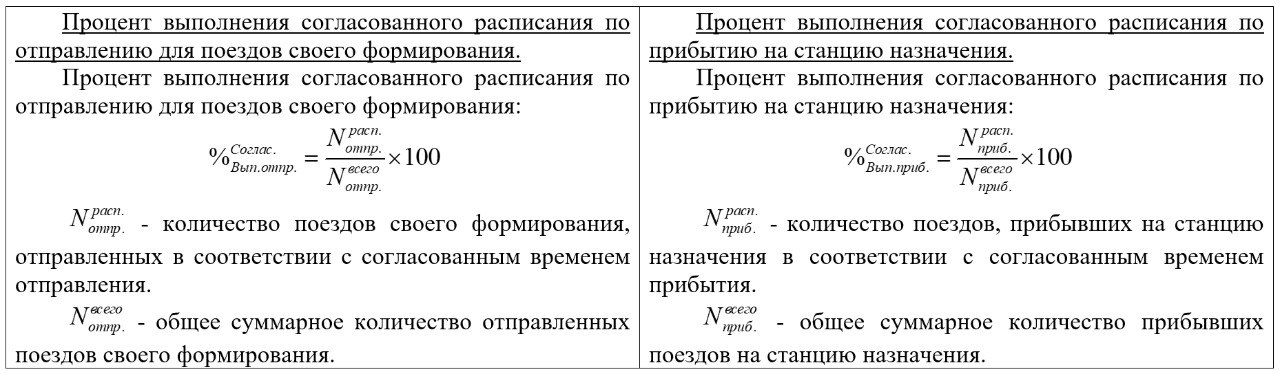 Процент выполнения согласованного расписания по
отправлению для поездов своего формирования.
Процент выполнения согласованного расписания по
отправлению для поездов своего формирования:
%Соглас. Вып.отпр. = N расп. отпр. / N всего отпр. × 100
N расп. отпр. - количество поездов своего формирования,
отправленных в соответствии с согласованным временем
отправления.
N всего отпр. - общее суммарное количество отправленных
поездов своего формирования.
Процент выполнения согласованного расписания по
прибытию на станцию назначения.
Процент выполнения согласованного расписания по
прибытию на станцию назначения:
%Соглас. Вып.приб. = N расп. приб. / N всего приб. × 100
N расп. приб. - количество поездов, прибывших на станцию
назначения в соответствии с согласованным временем
прибытия.
N всего приб. - общее суммарное количество прибывших
поездов на станцию назначения.